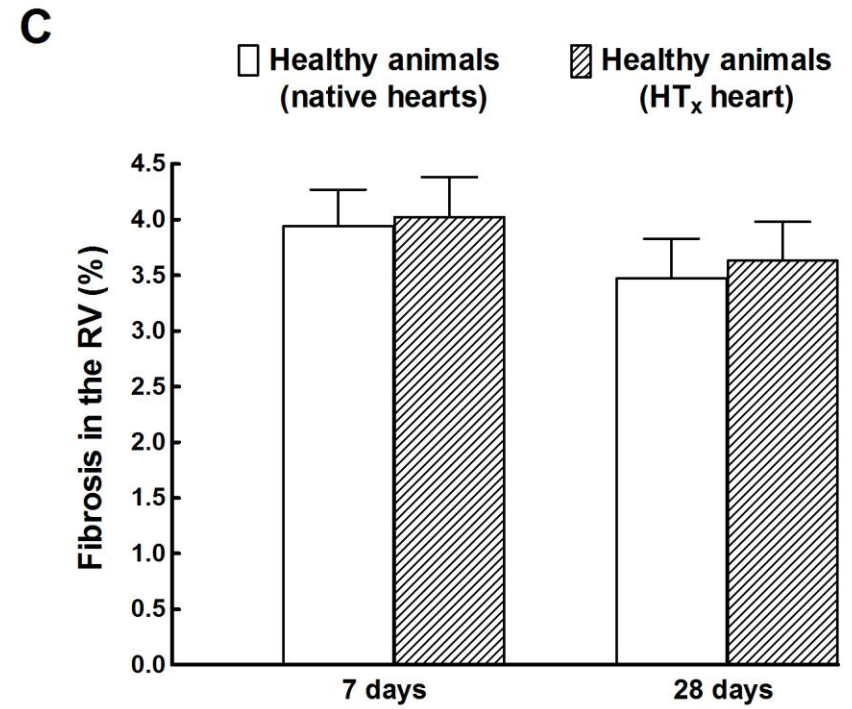 C
Healthy animals
(native hearts)
Healthy animals
(HTx heart)
Fibrosis in the RV (%)
4.5
4.0
3.5
3.0
2.5
2.0
1.5
1.0
0.5
0.0
7 days
28 days